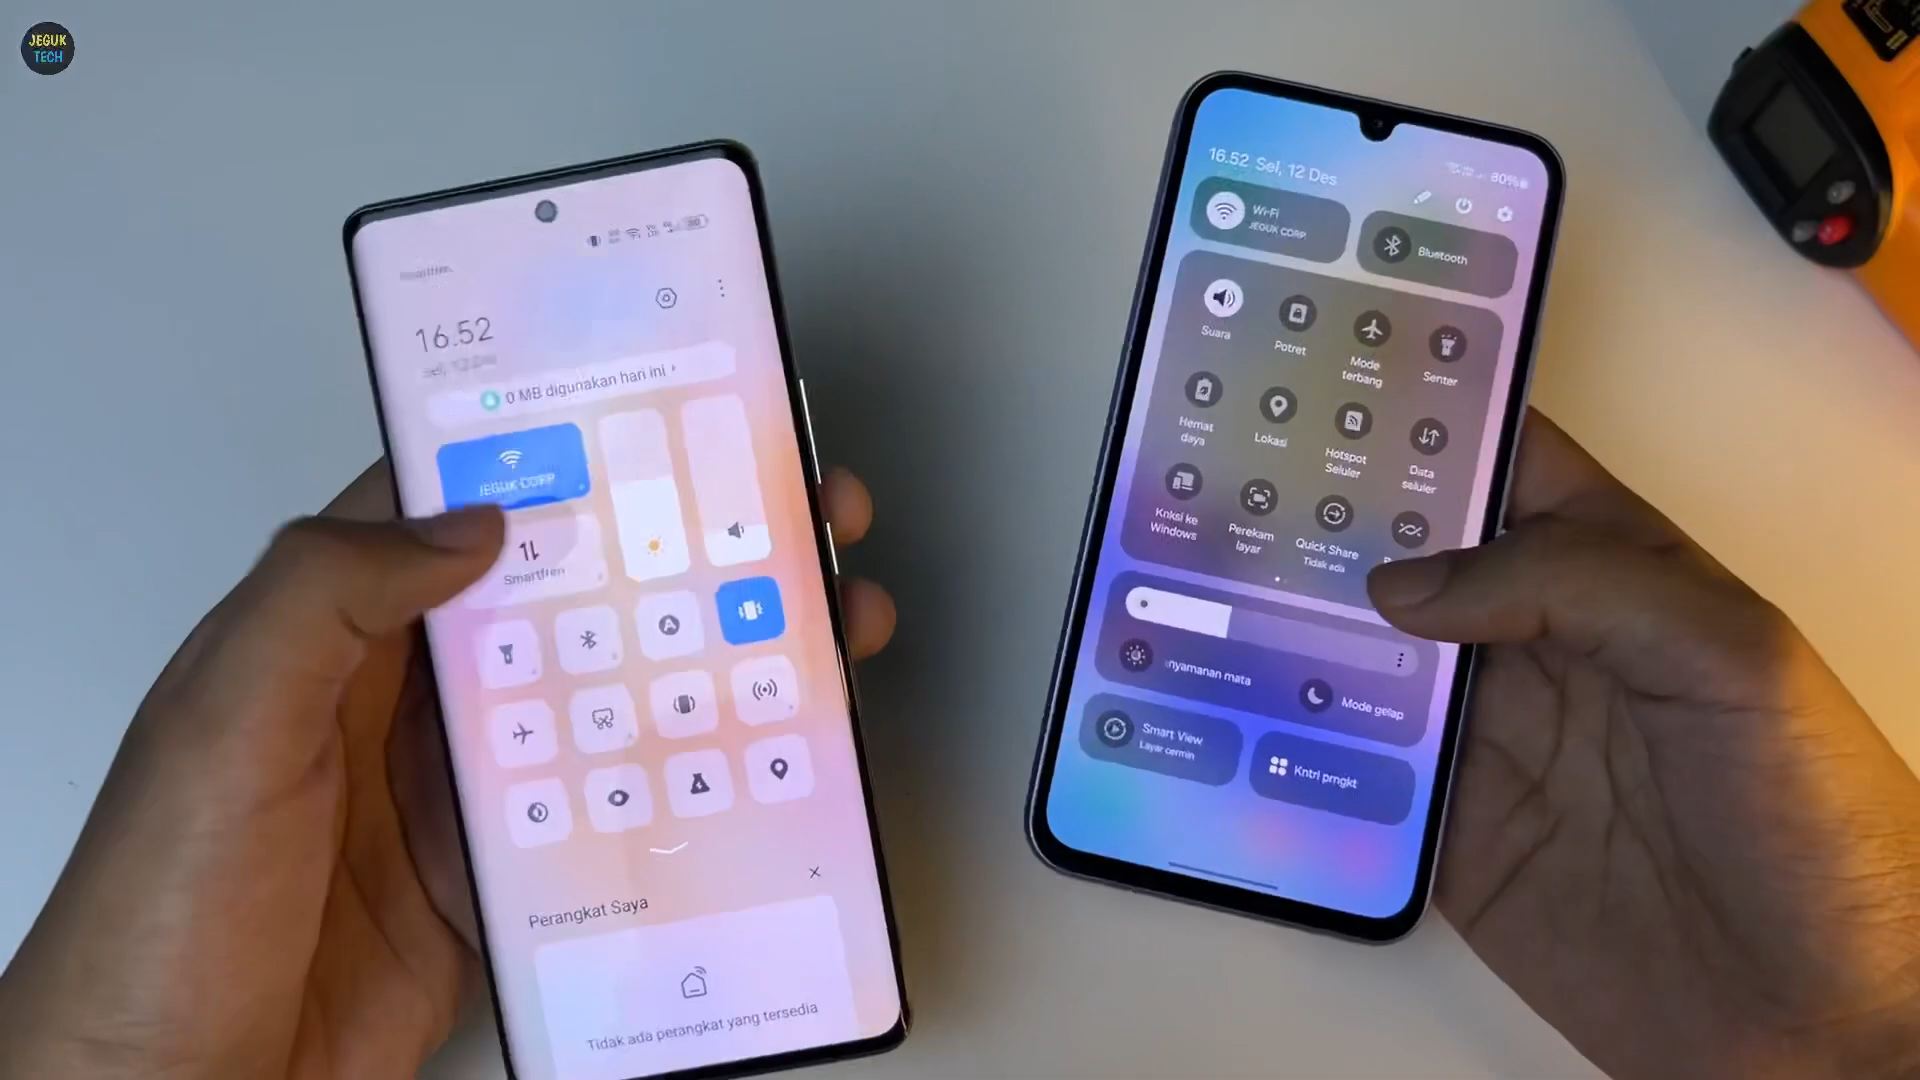 JEGUK
TECH
16.52
0 MB digunakan hari ini ›
JEGUK CORP
Smartfren
A
Perangkat Saya
Tidak ada perangkat yang tersedia
16.52 Sel, 12 Des
80%
Wi-Fi
JEGUK CORP.
Bluetooth
Suara
Potret
Mode
terbang
Senter
Hemat
daya
Lokasi
Hotspot
Seluler
Data
seluler
Knksi ke
Windows
Perekam
layar
Quick Share
Tidak ada
nyamanan mata
Mode gelap
Smart View
Layar cermin
Kntrl prngkt